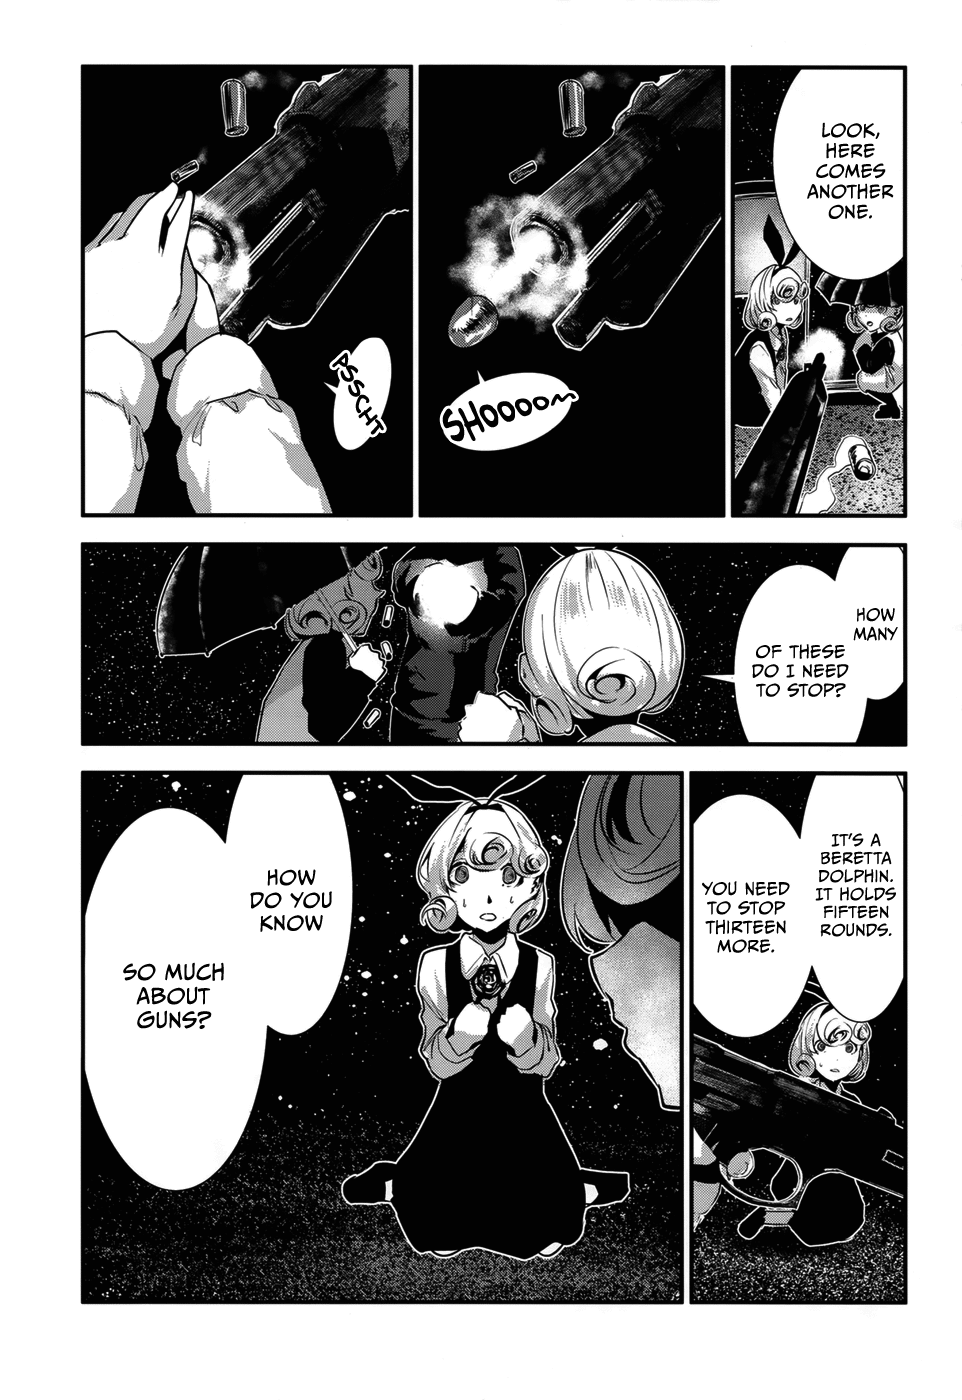 LOOK,
HERE
COMES
ANOTHER
ONE.
SHOOOOM
PSSCHT
HOW
MANY
OF THESE
DO I NEED
TO STOP?
IT'S A
BERETTA
DOLPHIN.
IT HOLDS
FIFTEEN
ROUNDS.
YOU NEED
TO STOP
THIRTEEN
MORE.
HOW
DO YOU
KNOW
SO MUCH
ABOUT
GUNS?